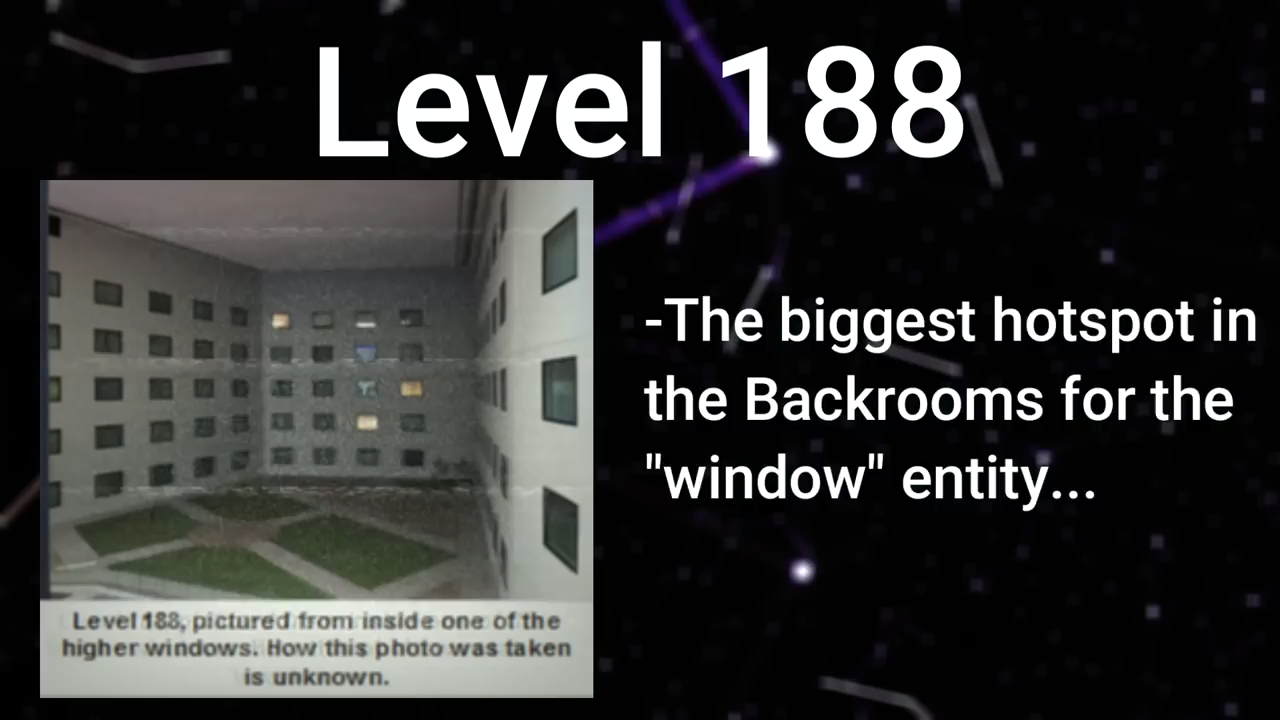 Level 188
-The biggest hotspot in
the Backrooms for the
"window" entity...
Level 188, pictured from inside one of the
higher windows. How this photo was taken
is unknown.